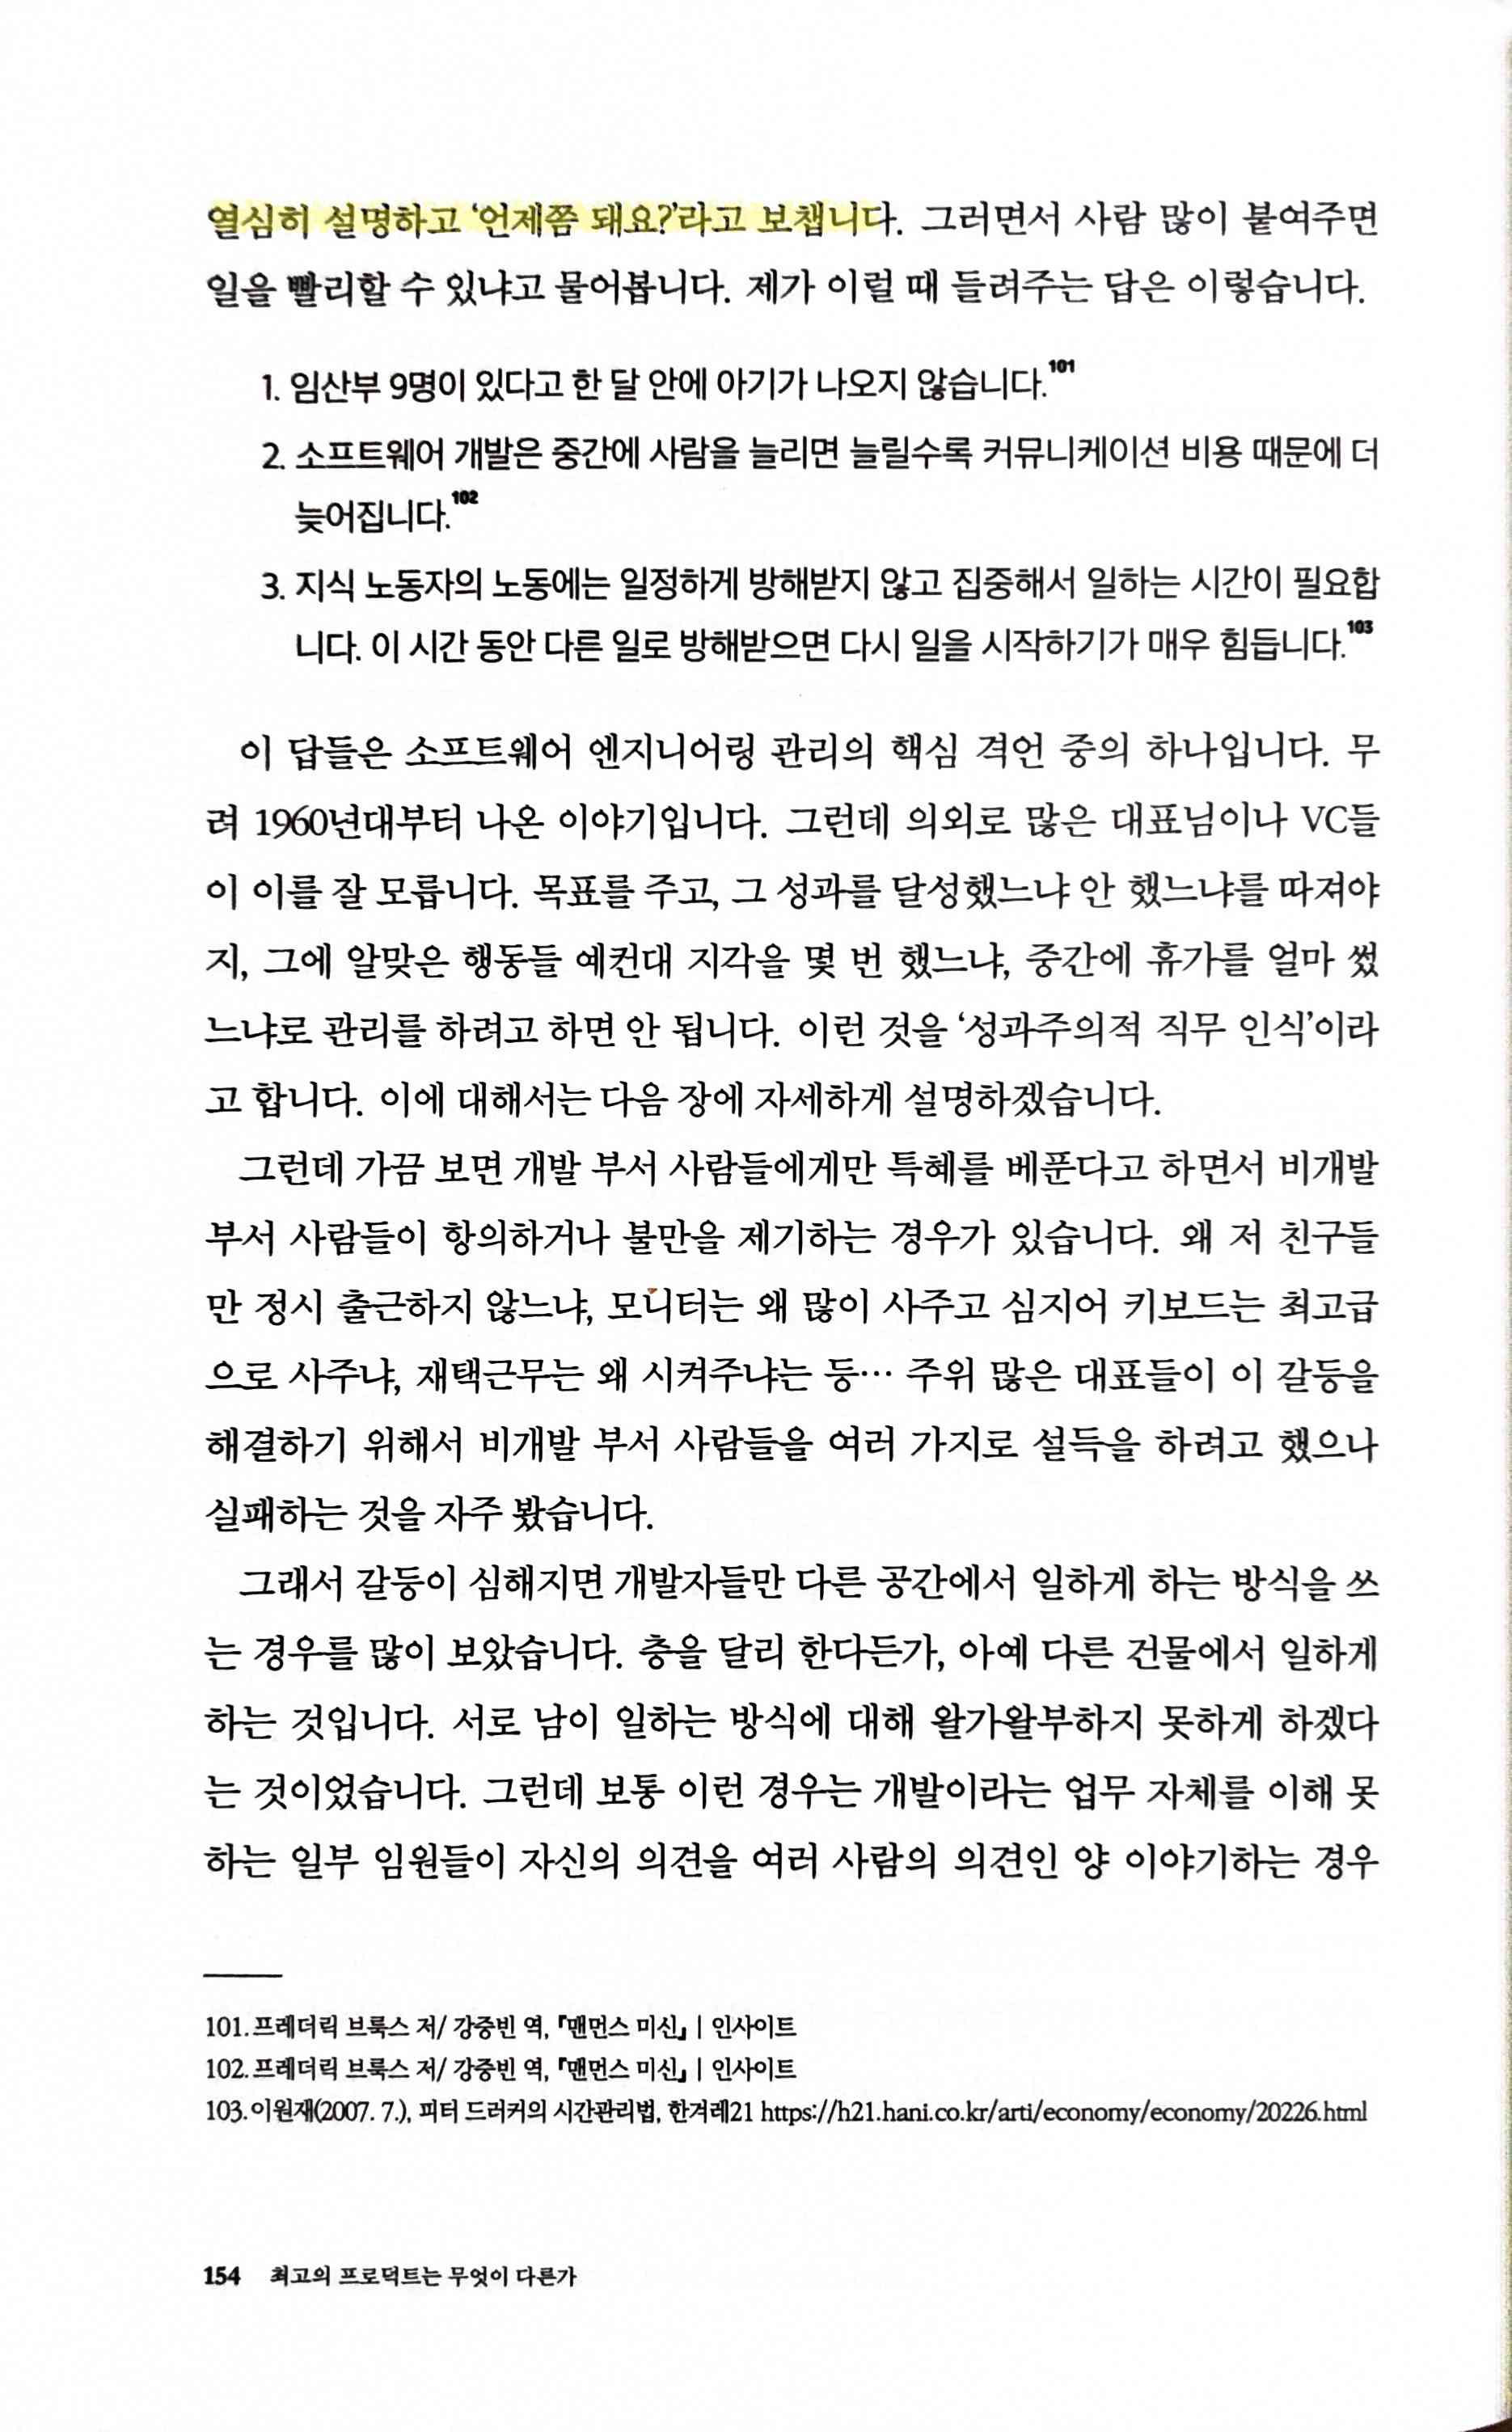 열심히 설명하고 ‘언제쯤 돼요?’라고 보챕니다. 그러면서 사람 많이 붙여주면
일을 빨리할 수 있냐고 물어봅니다. 제가 이럴 때 들려주는 답은 이렇습니다.
1. 임산부 9명이 있다고 한 달 안에 아기가 나오지 않습니다.101
2. 소프트웨어 개발은 중간에 사람을 늘리면 늘릴수록 커뮤니케이션 비용 때문에 더
늦어집니다.102
3. 지식 노동자의 노동에는 일정하게 방해받지 않고 집중해서 일하는 시간이 필요합
니다. 이 시간 동안 다른 일로 방해받으면 다시 일을 시작하기가 매우 힘듭니다.103
이 답들은 소프트웨어 엔지니어링 관리의 핵심 격언 중의 하나입니다. 무
려 1960년대부터 나온 이야기입니다. 그런데 의외로 많은 대표님이나 VC들
이 이를 잘 모릅니다. 목표를 주고, 그 성과를 달성했느냐 안 했느냐를 따져야
지, 그에 알맞은 행동들 예컨대 지각을 몇 번 했느냐, 중간에 휴가를 얼마 썼
느냐로 관리를 하려고 하면 안 됩니다. 이런 것을 ‘성과주의적 직무 인식’이라
고 합니다. 이에 대해서는 다음 장에 자세하게 설명하겠습니다.
그런데 가끔 보면 개발 부서 사람들에게만 특혜를 베푼다고 하면서 비개발
부서 사람들이 항의하거나 불만을 제기하는 경우가 있습니다. 왜 저 친구들
만 정시 출근하지 않느냐, 모니터는 왜 많이 사주고 심지어 키보드는 최고급
으로 사주냐, 재택근무는 왜 시켜주냐는 등… 주위 많은 대표들이 이 갈등을
해결하기 위해서 비개발 부서 사람들을 여러 가지로 설득을 하려고 했으나
실패하는 것을 자주 봤습니다.
그래서 갈등이 심해지면 개발자들만 다른 공간에서 일하게 하는 방식을 쓰
는 경우를 많이 보았습니다. 층을 달리 한다든가, 아예 다른 건물에서 일하게
하는 것입니다. 서로 남이 일하는 방식에 대해 왈가왈부하지 못하게 하겠다
는 것이었습니다. 그런데 보통 이런 경우는 개발이라는 업무 자체를 이해 못
하는 일부 임원들이 자신의 의견을 여러 사람의 의견인 양 이야기하는 경우
101.프레더릭 브룩스 저/ 강중빈 역, 『맨먼스 미신』 | 인사이트
102.프레더릭 브룩스 저/ 강중빈 역, 『맨먼스 미신』 | 인사이트
103.이원재(2007. 7.), 피터 드러커의 시간관리법, 한겨레21 https://h21.hani.co.kr/arti/economy/economy/20226.html
154 최고의 프로덕트는 무엇이 다른가